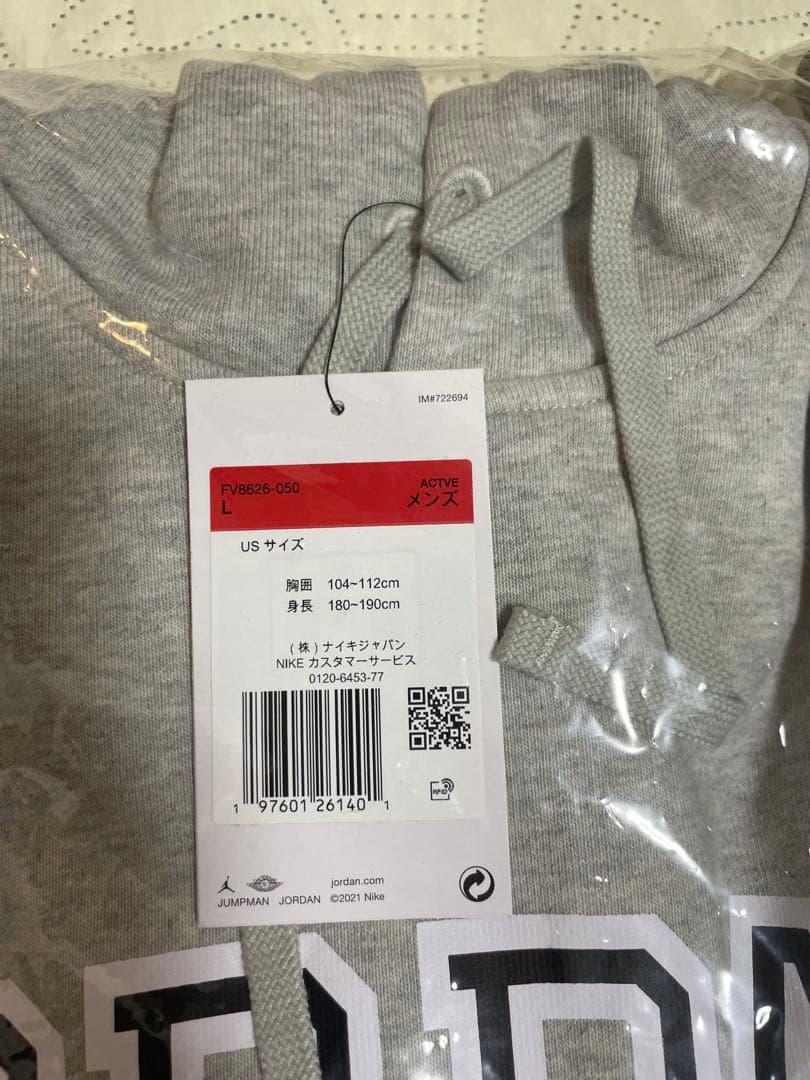 IM#722694
FV8626-050
ACTVE
L
メンズ
US サイズ
胸囲 104~112cm
身長 180~190cm
(株)ナイキジャパン
NIKE カスタマーサービス
0120-6453-77
1 97601 26140 1
RFID
jordan.com
JUMPMAN JORDAN ©2021 Nike